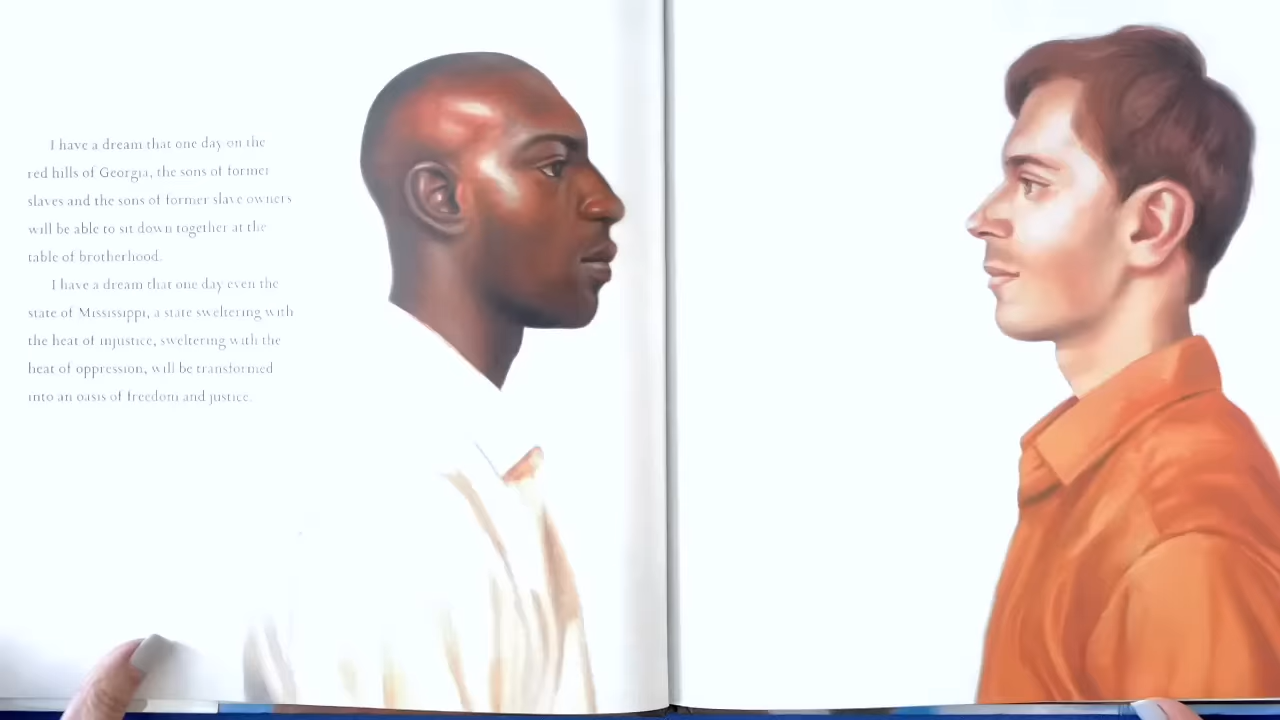 I have a dream that one day on the
red hills of Georgia, the sons of former
slaves and the sons of former slave owners
will be able to sit down together at the
table of brotherhood.
I have a dream that one day even the
state of Mississippi, a state sweltering with
the heat of injustice, sweltering with the
heat of oppression, will be transformed
into an oasis of freedom and justice.